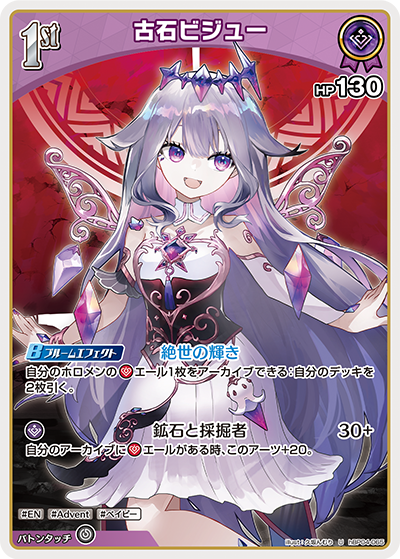 1st
古石ビジュー
HP130
Bブルームエフェクト 絶世の輝き
自分のホロメンのエール1枚をアーカイブできる:自分のデッキを
2枚引く。
鉱石と採掘者 30+
自分のアーカイブにエールがある時、このアーツ+20。
#EN #Advent #ベイビー
バトンタッチ
illust: U hBP04-065